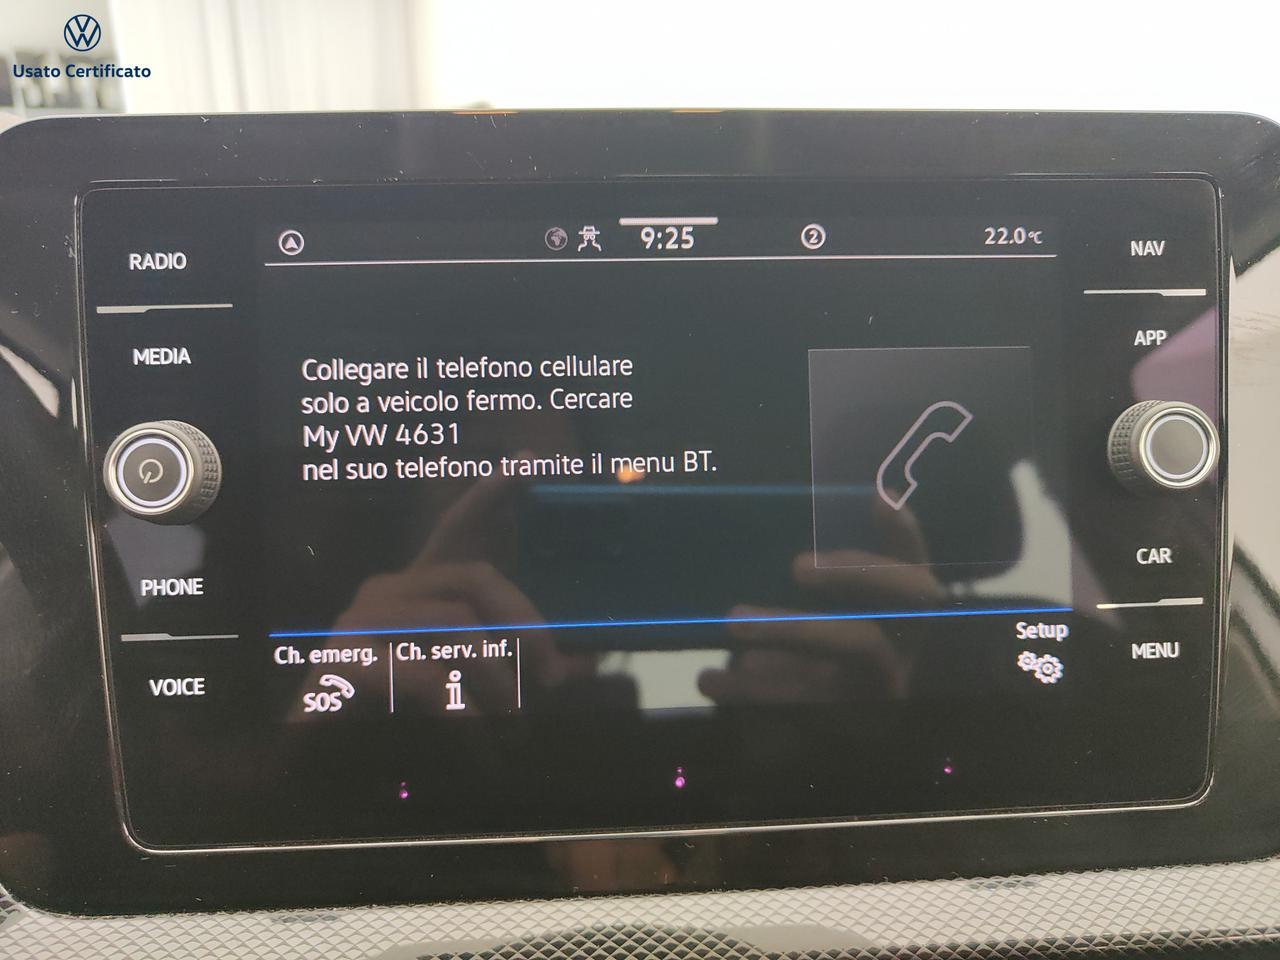 Usato Certificato
RADIO
MEDIA
PHONE
VOICE
9:25
2
22.0°C
Collegare il telefono cellulare
solo a veicolo fermo. Cercare
My VW 4631
nel suo telefono tramite il menu BT.
Ch. emerg.
SOS
Ch. serv. inf.
i
Setup
NAV
APP
CAR
MENU